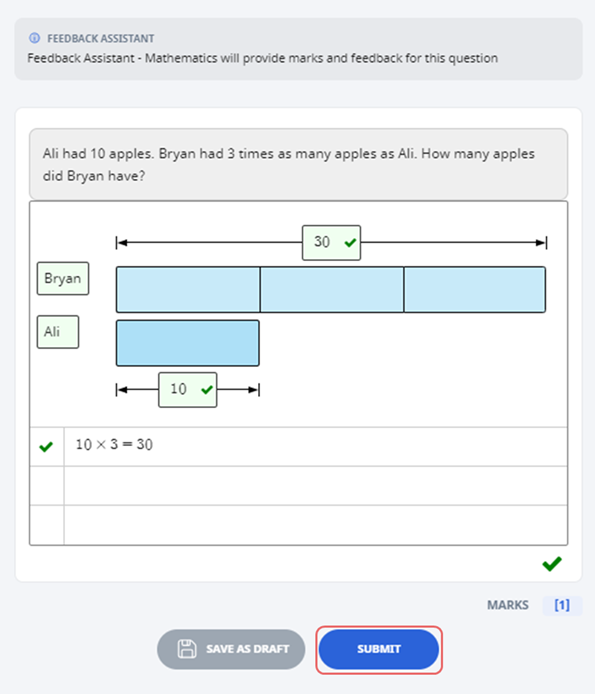 FEEDBACK ASSISTANT
Feedback Assistant - Mathematics will provide marks and feedback for this question
Ali had 10 apples. Bryan had 3 times as many apples as Ali. How many apples
did Bryan have?
30
Bryan
Ali
10
10 × 3 = 30
MARKS [1]
SAVE AS DRAFT
SUBMIT